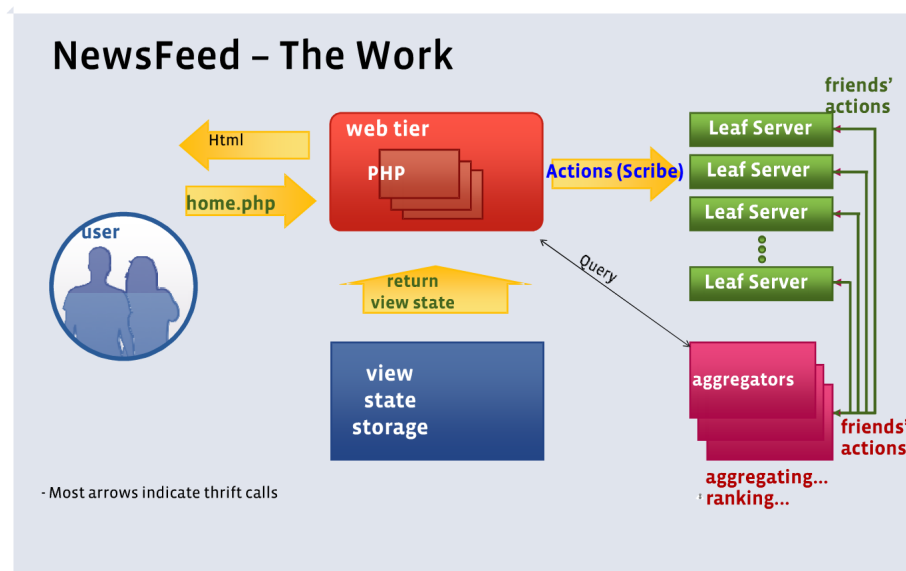 NewsFeed – The Work
friends'
actions
web tier
Leaf Server
Html
PHP
Actions (Scribe)
Leaf Server
home.php
Leaf Server
user
Query
return
view state
Leaf Server
view
state
storage
aggregators
friends'
actions
aggregating...
ranking...
- Most arrows indicate thrift calls